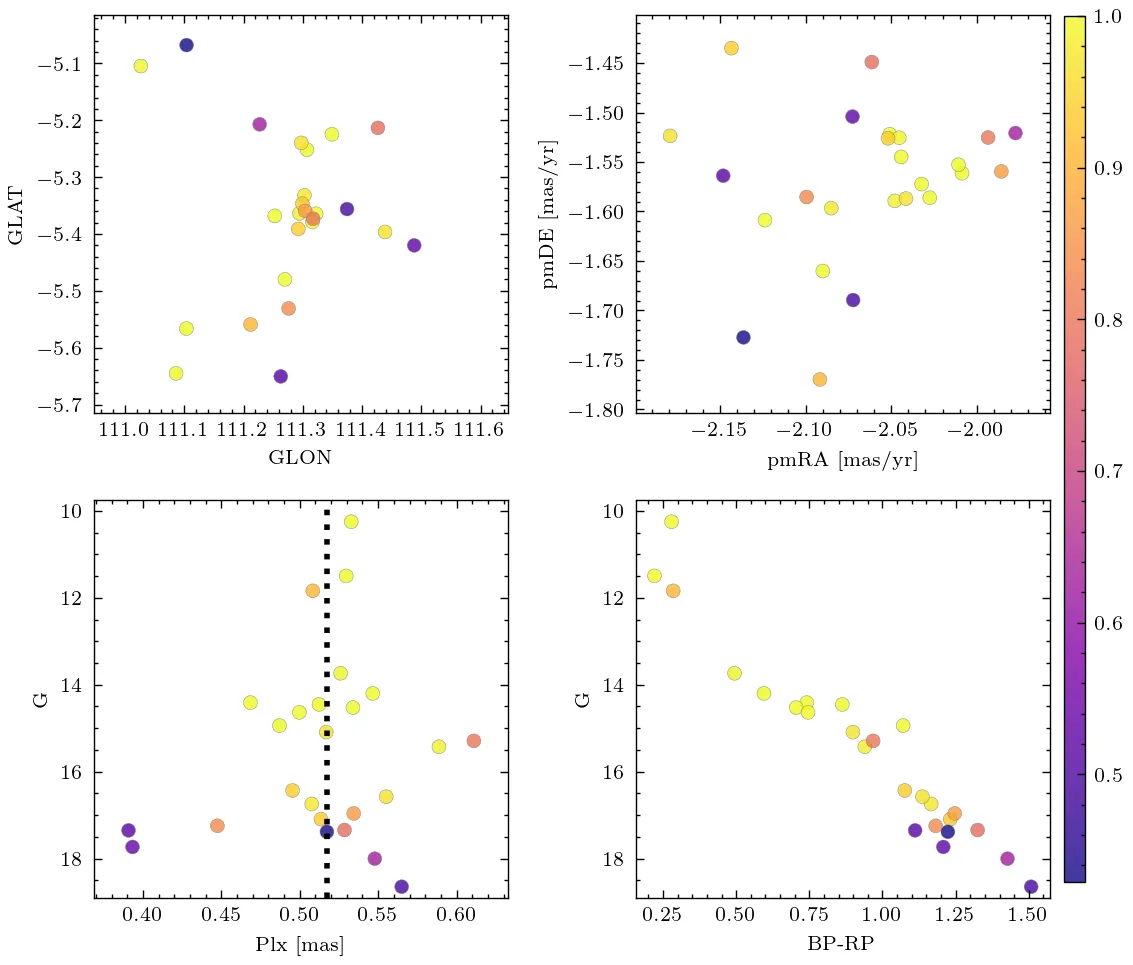 −5.1
−5.2
−5.3
−5.4
−5.5
−5.6
−5.7
GLAT
111.0 111.1 111.2 111.3 111.4 111.5 111.6
GLON
−1.45
−1.50
−1.55
−1.60
−1.65
−1.70
−1.75
−1.80
pmDE [mas/yr]
−2.15 −2.10 −2.05 −2.00
pmRA [mas/yr]
1.0
0.9
0.8
0.7
0.6
0.5
10
12
14
16
18
G
0.40 0.45 0.50 0.55 0.60
Plx [mas]
10
12
14
16
18
G
0.25 0.50 0.75 1.00 1.25 1.50
BP-RP